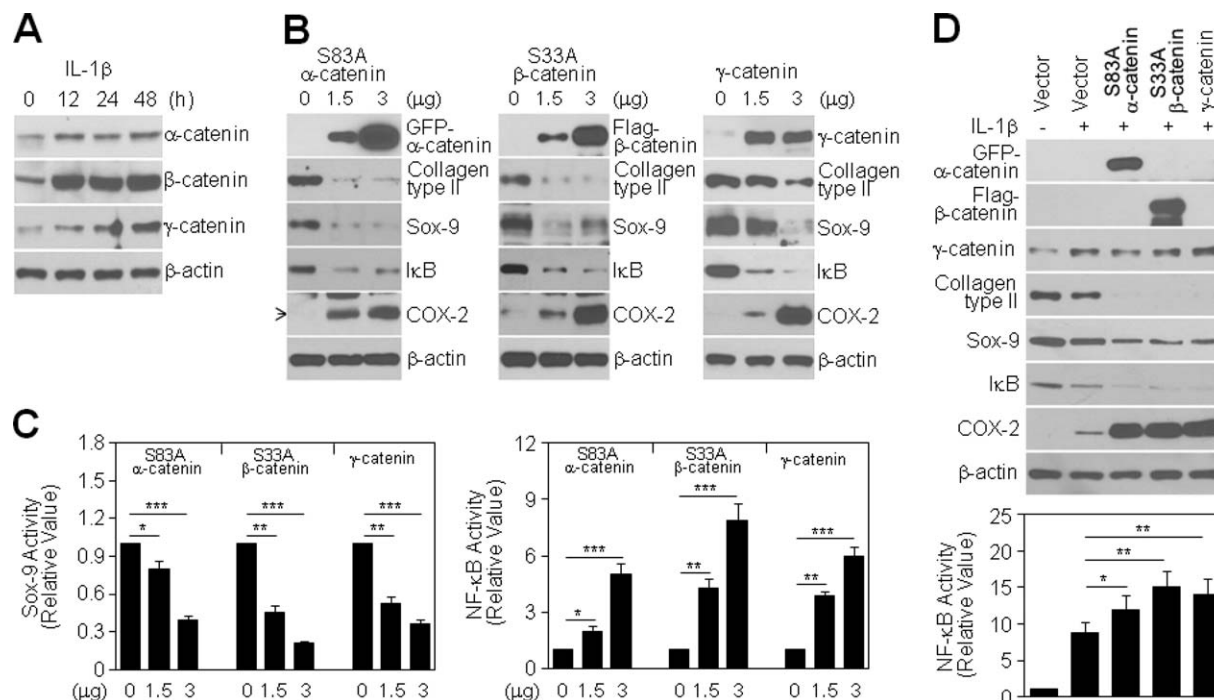 A
IL-1β
0 12 24 48 (h)
α-catenin
β-catenin
γ-catenin
β-actin
B
S83A
α-catenin
0 1.5 3 (μg)
GFP-
α-catenin
Collagen
type II
Sox-9
IκB
COX-2
β-actin
S33A
β-catenin
0 1.5 3 (μg)
Flag-
β-catenin
Collagen
type II
Sox-9
IκB
COX-2
β-actin
γ-catenin
0 1.5 3 (μg)
γ-catenin
Collagen
type II
Sox-9
IκB
COX-2
β-actin
C
Sox-9 Activity
(Relative Value)
1.8
1.5
1.2
0.9
0.6
0.3
0
S83A
α-catenin
S33A
β-catenin
γ-catenin
*** *** ***
* ** **
(μg) 0 1.5 3 0 1.5 3 0 1.5 3
NF-κB Activity
(Relative Value)
12
9
6
3
0
S83A
α-catenin
S33A
β-catenin
γ-catenin
*** *** ***
* ** **
(μg) 0 1.5 3 0 1.5 3 0 1.5 3
D
Vector
Vector
S83A
α-catenin
S33A
β-catenin
γ-catenin
IL-1β - + + + +
GFP-
α-catenin
Flag-
β-catenin
γ-catenin
Collagen
type II
Sox-9
IκB
COX-2
β-actin
NF-κB Activity
(Relative Value)
25
20
15
10
5
0
**
**
*